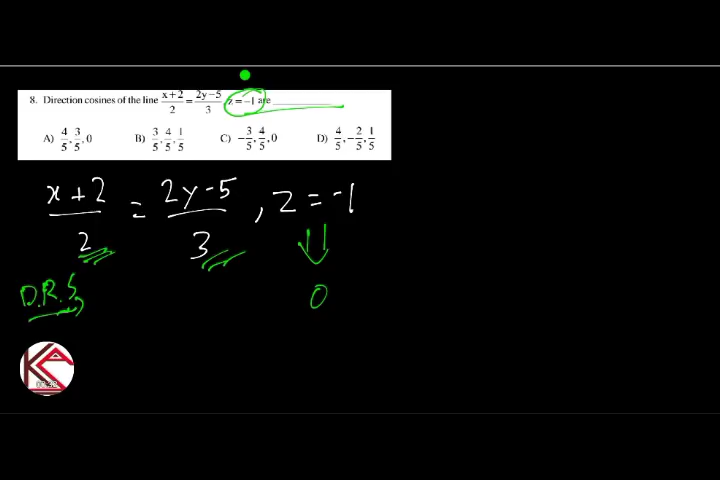 8. Direction cosines of the line x+2/2 = 2y−5/3, z = −1 are
A) 4/5, 3/5, 0 B) 3/5, 4/5, 1/5 C) −3/5, 4/5, 0 D) 4/5, −2/5, 1/5
x+2/2 = 2y−5/3, z = −1
D.R.S 0